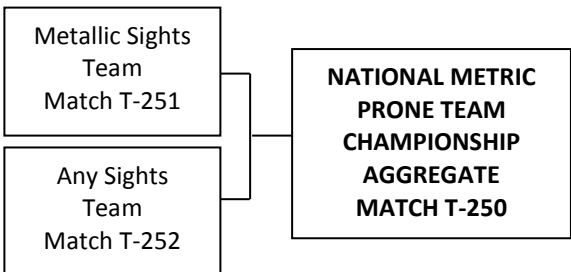 Metallic Sights
Team
Match T-251
Any Sights
Team
Match T-252
NATIONAL METRIC
PRONE TEAM
CHAMPIONSHIP
AGGREGATE
MATCH T-250